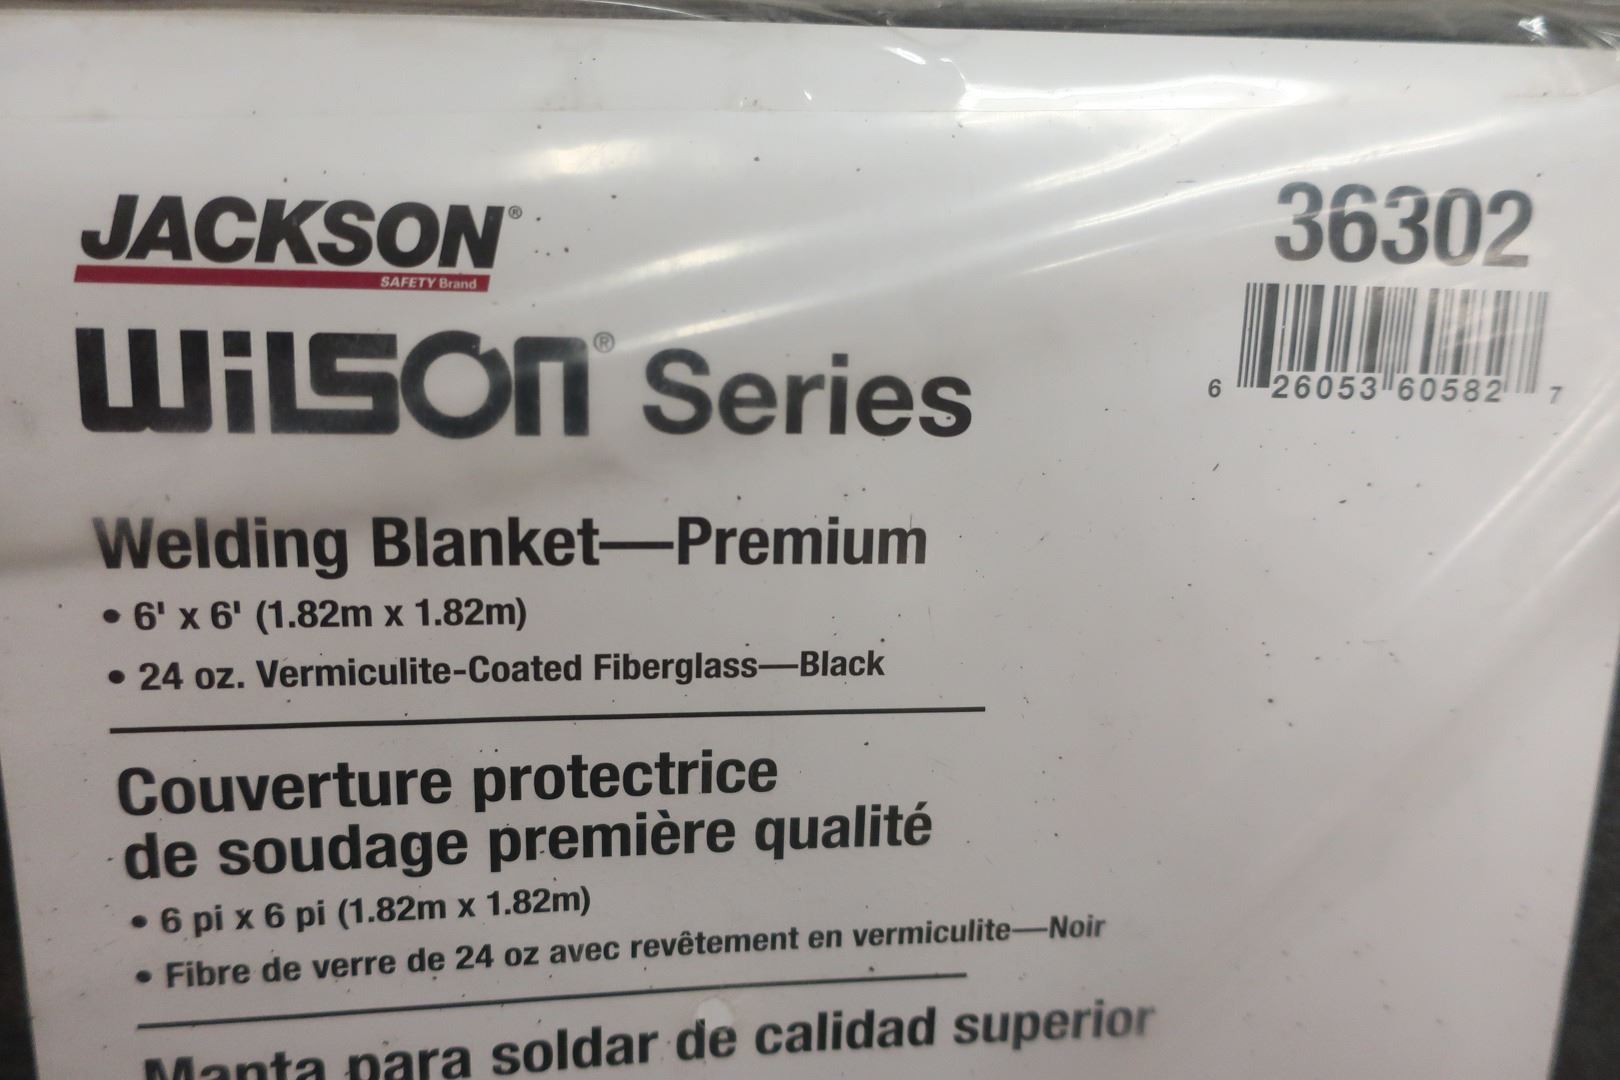 JACKSON®
SAFETY Brand
WILSON® Series
36302
6 26053 60582 7
Welding Blanket—Premium
• 6' x 6' (1.82m x 1.82m)
• 24 oz. Vermiculite-Coated Fiberglass—Black
Couverture protectrice
de soudage première qualité
• 6 pi x 6 pi (1.82m x 1.82m)
• Fibre de verre de 24 oz avec revêtement en vermiculite—Noir
Manta para soldar de calidad superior